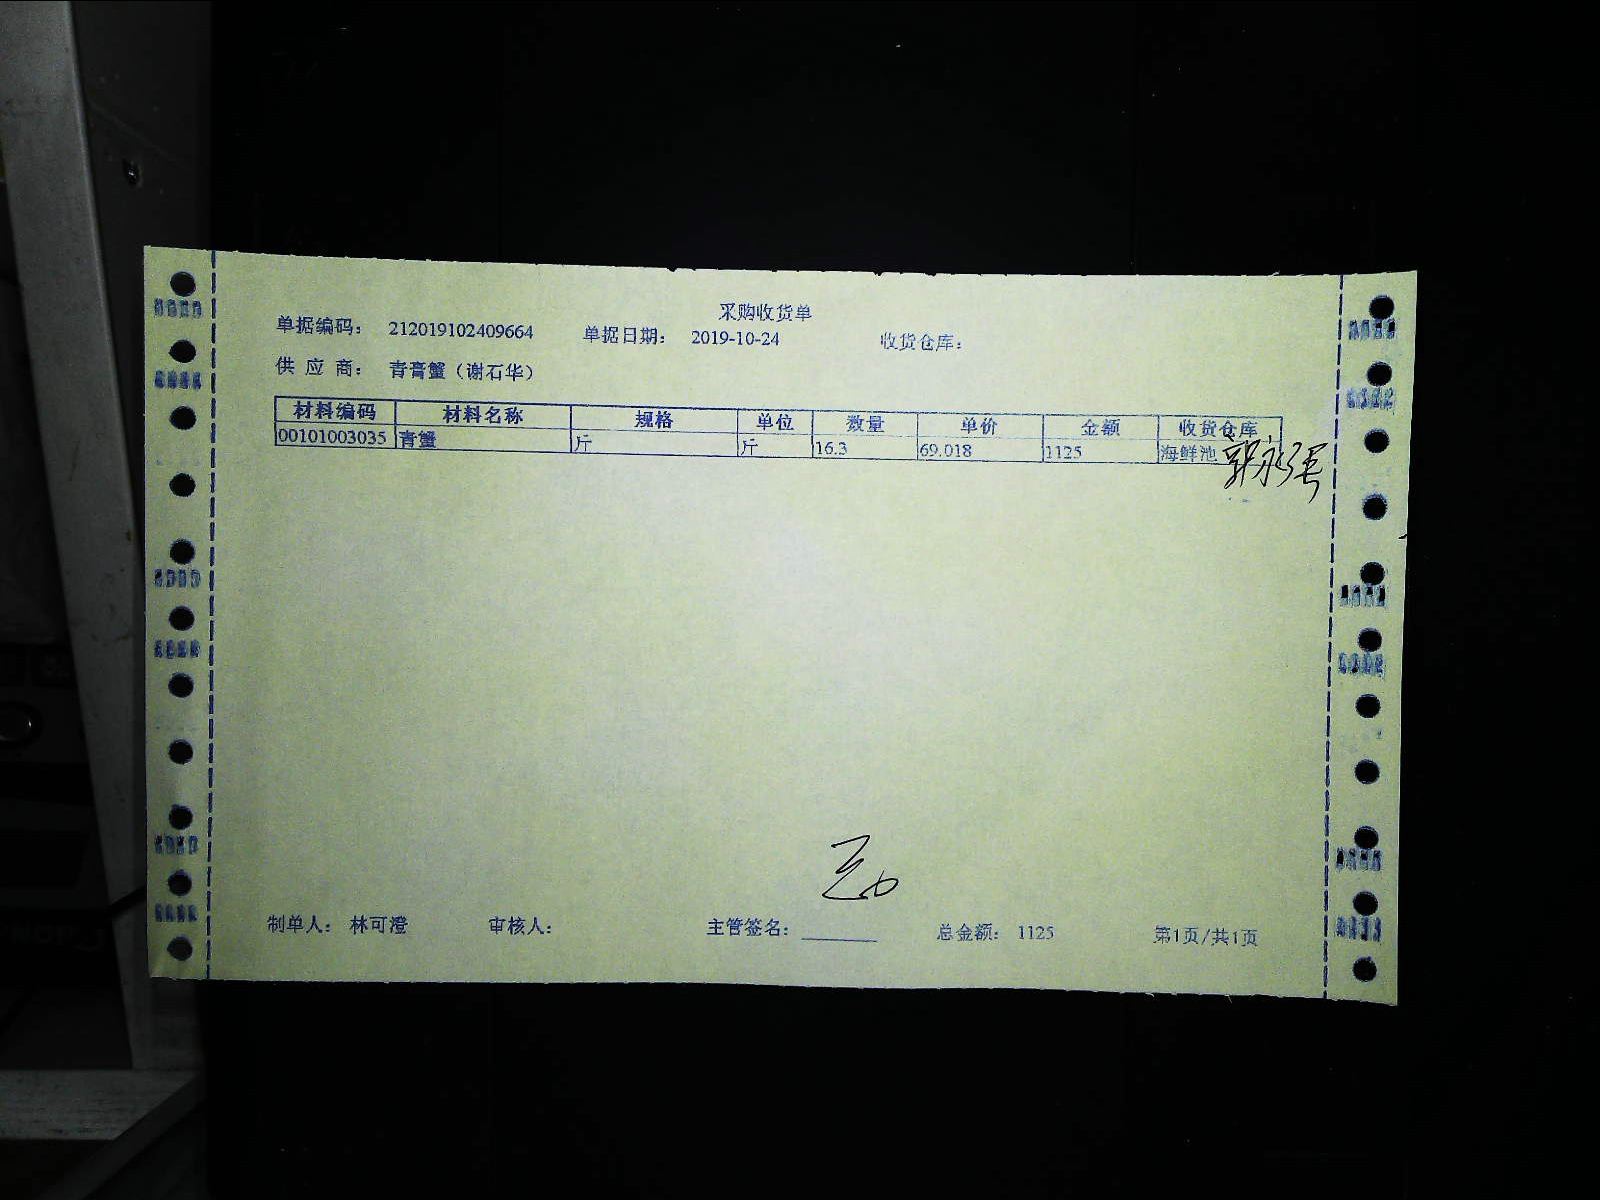 采购收货单
单据编码： 212019102409664 单据日期： 2019-10-24 收货仓库：
供 应 商： 青膏蟹（谢石华）
材料编码 材料名称 规格 单位 数量 单价 金额 收货仓库
00101003035 青蟹 斤 斤 16.3 69.018 1125 海鲜池
郭永强
制单人： 林可澄 审核人： 主管签名： 总金额： 1125 第1页/共1页